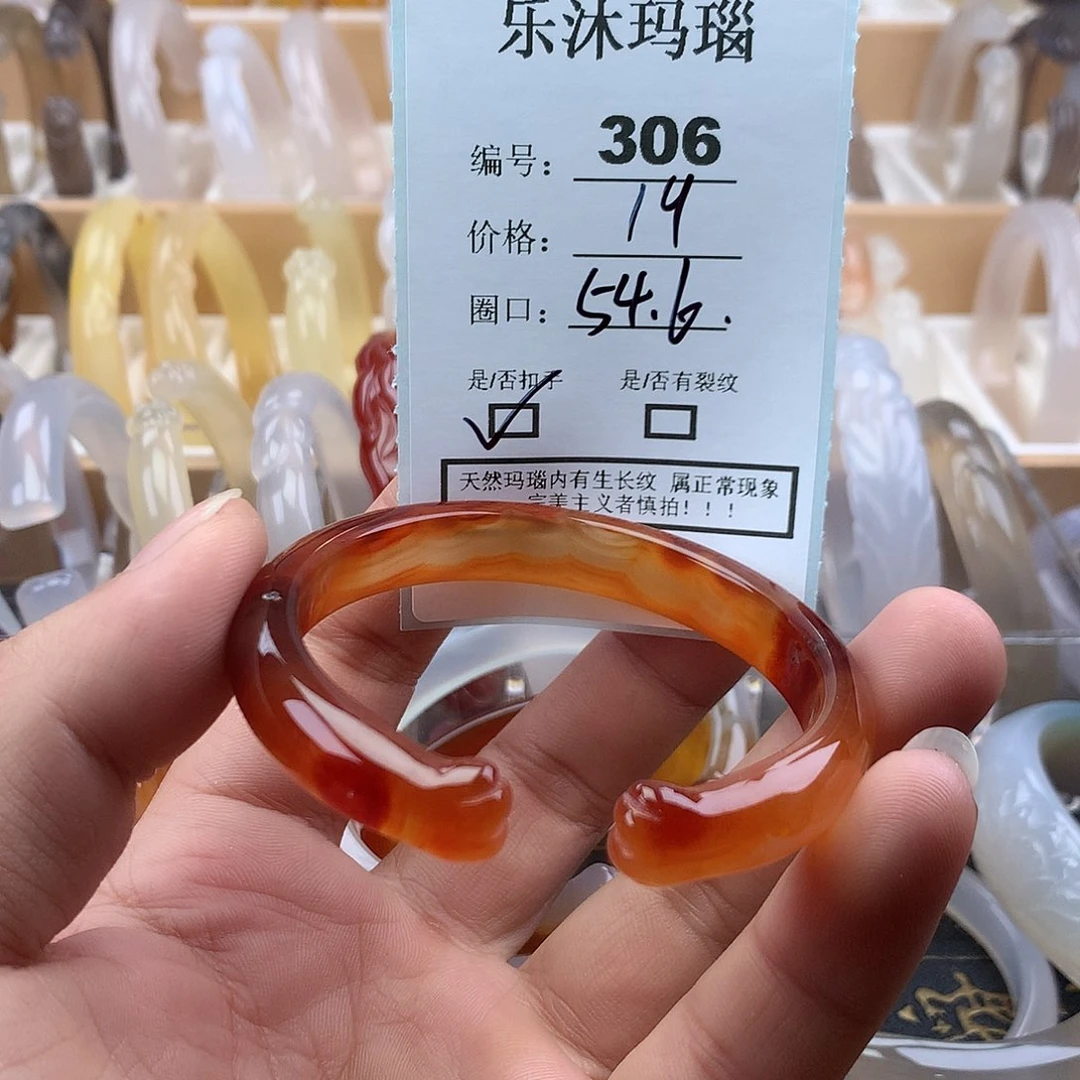 乐沐玛瑙
编号: 306
价格: 14
圈口: 54.6.
是/否扣子 是/否有裂纹
天然玛瑙内有生长纹 属正常现象
完美主义者慎拍!!!